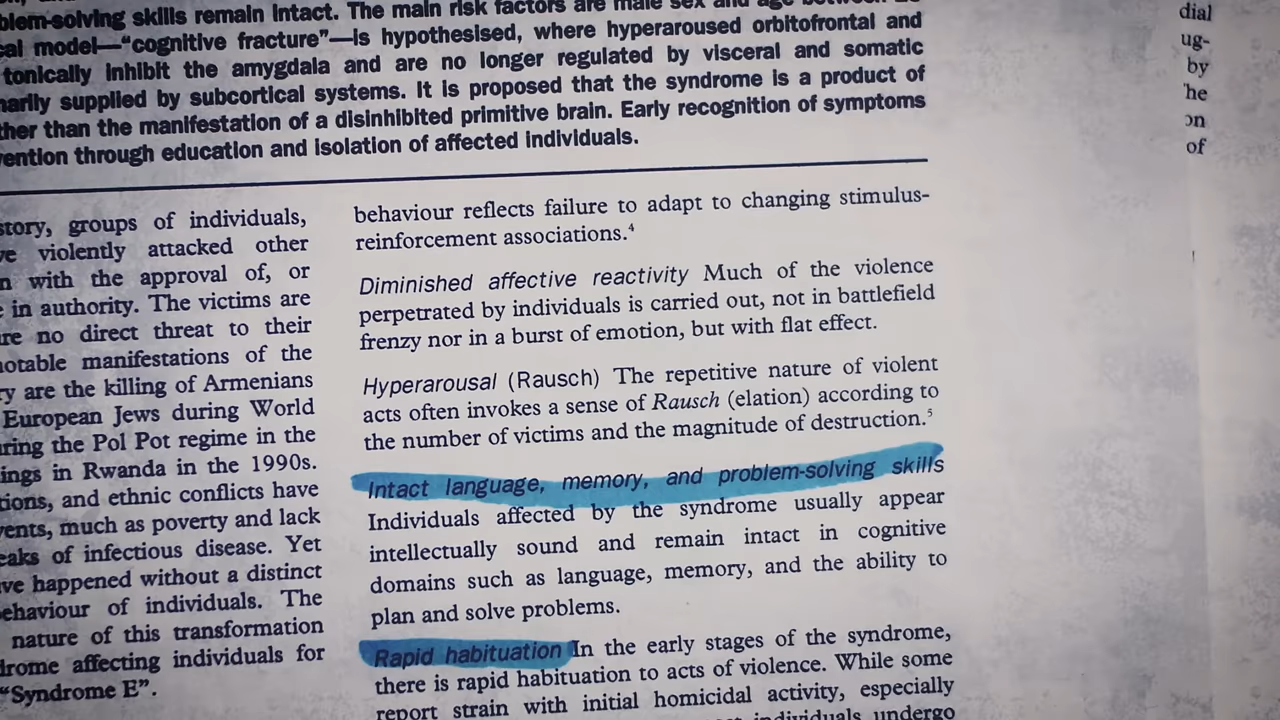 blem-solving skills remain intact. The main risk factors are male sex and age between
cal model—“cognitive fracture”—is hypothesised, where hyperaroused orbitofrontal and
tonically inhibit the amygdala and are no longer regulated by visceral and somatic
narily supplied by subcortical systems. It is proposed that the syndrome is a product of
ther than the manifestation of a disinhibited primitive brain. Early recognition of symptoms
vention through education and isolation of affected individuals.
story, groups of individuals,
ve violently attacked other
n with the approval of, or
e in authority. The victims are
are no direct threat to their
notable manifestations of the
ry are the killing of Armenians
European Jews during World
uring the Pol Pot regime in the
ings in Rwanda in the 1990s.
tions, and ethnic conflicts have
vents, much as poverty and lack
eaks of infectious disease. Yet
ve happened without a distinct
ehaviour of individuals. The
nature of this transformation
drome affecting individuals for
“Syndrome E”.
behaviour reflects failure to adapt to changing stimulus-
reinforcement associations.⁴
Diminished affective reactivity Much of the violence
perpetrated by individuals is carried out, not in battlefield
frenzy nor in a burst of emotion, but with flat effect.
Hyperarousal (Rausch) The repetitive nature of violent
acts often invokes a sense of Rausch (elation) according to
the number of victims and the magnitude of destruction.⁵
Intact language, memory, and problem-solving skills
Individuals affected by the syndrome usually appear
intellectually sound and remain intact in cognitive
domains such as language, memory, and the ability to
plan and solve problems.
Rapid habituation In the early stages of the syndrome,
there is rapid habituation to acts of violence. While some
report strain with initial homicidal activity, especially
individuals undergo
dial
ug-
by
he
on
of